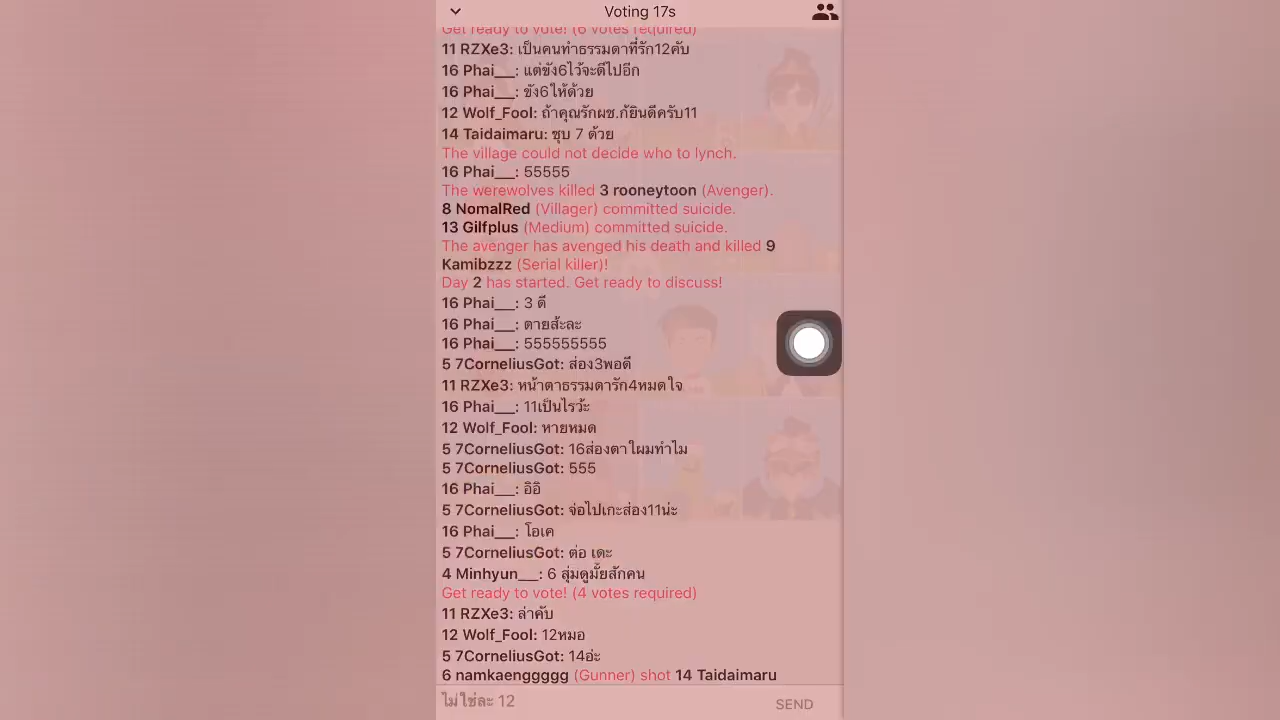 Voting 17s
Get ready to vote! (6 votes required)
11 RZXe3: เป็นคนทำธรรมดาที่รัก12คับ
16 Phai___: แต่ขัง6ไว้จะดีไปอีก
16 Phai___: ขัง6ให้ด้วย
12 Wolf_Fool: ถ้าคุณรักผช.ก้ยินดีครับ11
14 Taidaimaru: ชุบ 7 ด้วย
The village could not decide who to lynch.
16 Phai___: 55555
The werewolves killed 3 rooneytoon (Avenger).
8 NomalRed (Villager) committed suicide.
13 Gilfplus (Medium) committed suicide.
The avenger has avenged his death and killed 9
Kamibzzz (Serial killer)!
Day 2 has started. Get ready to discuss!
16 Phai___: 3 ดี
16 Phai___: ตายส้ะละ
16 Phai___: 555555555
5 7CorneliusGot: ส่อง3พอดี
11 RZXe3: หน้าตาธรรมดารัก4หมดใจ
16 Phai___: 11เป็นไรว้ะ
12 Wolf_Fool: หายหมด
5 7CorneliusGot: 16ส่องตาใผมทำไม
5 7CorneliusGot: 555
16 Phai___: อิอิ
5 7CorneliusGot: จ่อไปเกะส่อง11น่ะ
16 Phai___: โอเค
5 7CorneliusGot: ต่อ เดะ
4 Minhyun___: 6 สุ่มดูมั้ยสักคน
Get ready to vote! (4 votes required)
11 RZXe3: ล่าคับ
12 Wolf_Fool: 12หมอ
5 7CorneliusGot: 14อ่ะ
6 namkaenggggg (Gunner) shot 14 Taidaimaru
ไม่ใช่ละ 12
SEND